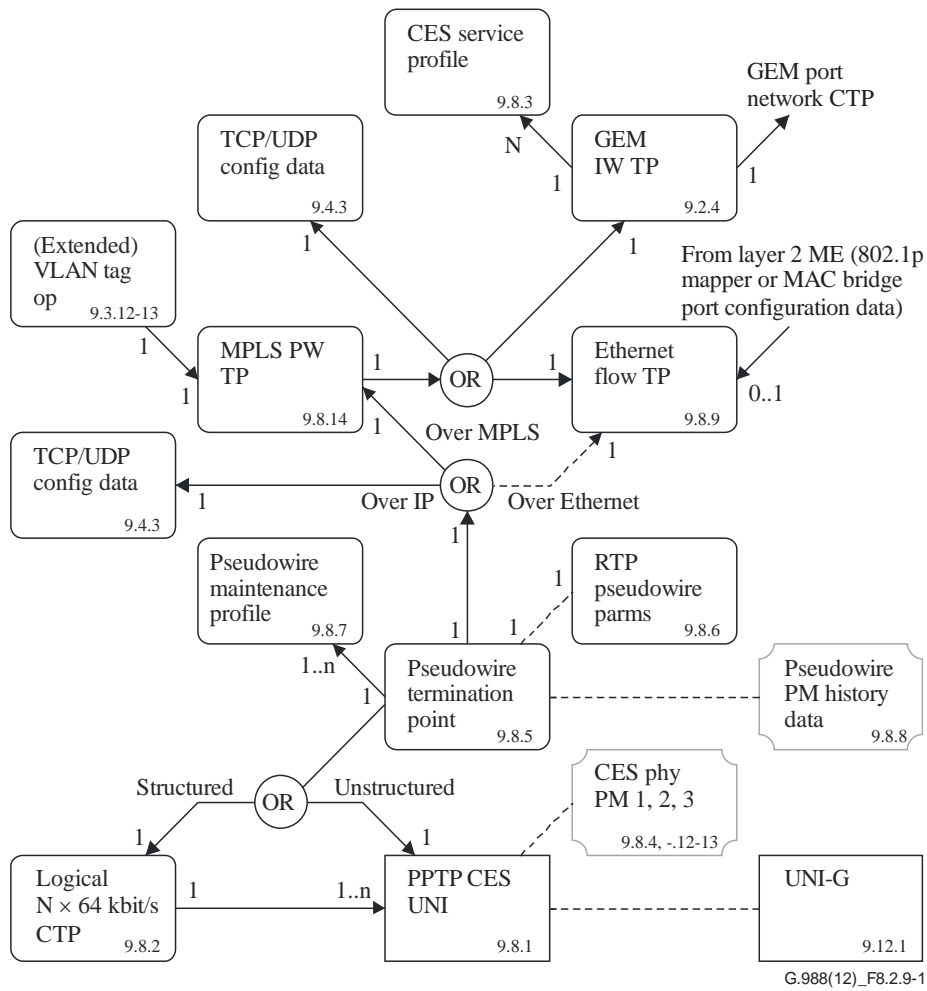 CES service
profile
9.8.3
GEM port
network CTP
TCP/UDP
config data
9.4.3
N
1
GEM
IW TP
9.2.4
1
(Extended)
VLAN tag
op
9.3.12-13
1
1
From layer 2 ME (802.1p
mapper or MAC bridge
port configuration data)
1
1
MPLS PW
TP
9.8.14
1
OR
1
Ethernet
flow TP
9.8.9
0..1
1
Over MPLS
1
TCP/UDP
config data
9.4.3
1
Over IP
OR
Over Ethernet
1
Pseudowire
maintenance
profile
9.8.7
1
RTP
pseudowire
parms
9.8.6
1
1
1..n
1
Pseudowire
termination
point
9.8.5
Pseudowire
PM history
data
9.8.8
Structured
OR
Unstructured
CES phy
PM 1, 2, 3
9.8.4, -.12-13
1
1
Logical
N × 64 kbit/s
CTP
9.8.2
1
1..n
PPTP CES
UNI
9.8.1
UNI-G
9.12.1
G.988(12)_F8.2.9-1